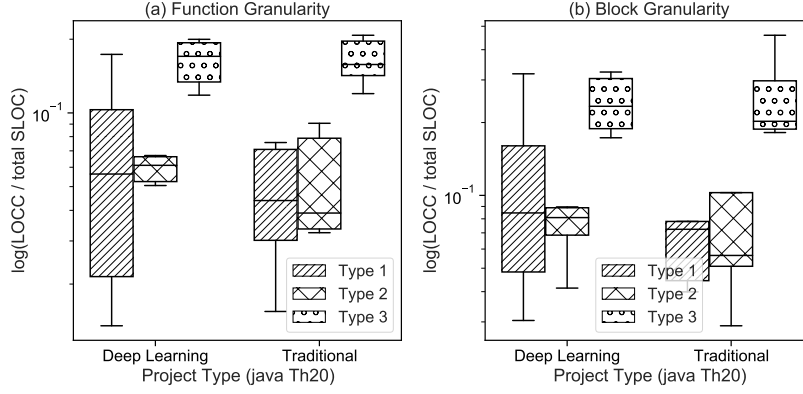 (a) Function Granularity
log(LOCC / total SLOC)
10⁻¹
Type 1
Type 2
Type 3
Deep Learning
Traditional
Project Type (java Th20)
(b) Block Granularity
log(LOCC / total SLOC)
10⁻¹
Type 1
Type 2
Type 3
Deep Learning
Traditional
Project Type (java Th20)